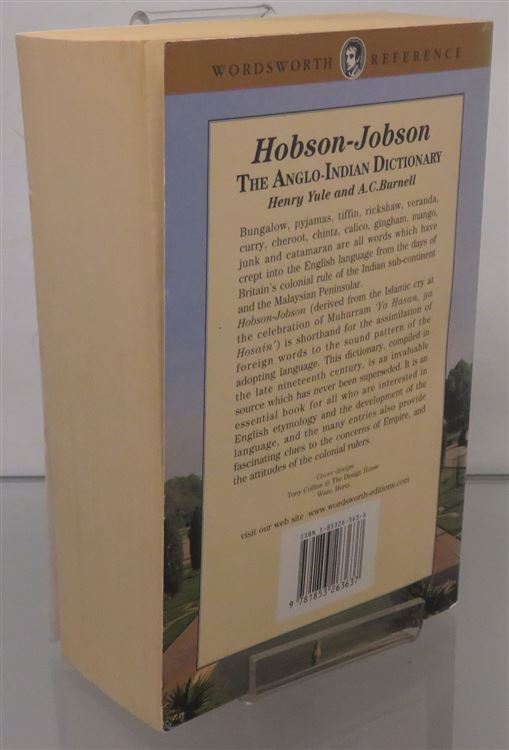 WORDSWORTH REFERENCE
Hobson-Jobson
THE ANGLO-INDIAN DICTIONARY
Henry Yule and A.C.Burnell
Bungalow, pyjamas, tiffin, rickshaw, veranda,
curry, cheroot, chintz, calico, gingham, mango,
junk and catamaran are all words which have
crept into the English language from the days of
Britain's colonial rule of the Indian sub-continent
and the Malaysian Peninsular.
Hobson-Jobson (derived from the Islamic cry at
the celebration of Muhurram 'Ya Hasan, ya
Hosain') is shorthand for the assimilation of
foreign words to the sound pattern of the
adopting language. This dictionary, compiled in
the late nineteenth century, is an invaluable
source which has never been superseded. It is an
essential book for all who are interested in
English etymology and the development of the
language, and the many entries also provide
fascinating clues to the concerns of Empire, and
the attitudes of the colonial rulers.
Cover design
Tony Collins @ The Design House
Ware, Herts.
visit our web site www.wordsworth-editions.com
ISBN 1-85326-363-X
9 781853 263637